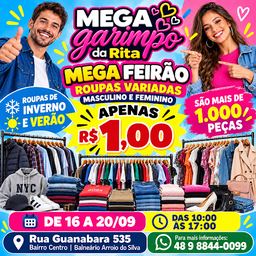 MEGA
garimpo
da Rita
MEGA FEIRÃO
ROUPAS VARIADAS
MASCULINO E FEMININO
APENAS
R$ 1,00
ROUPAS DE
INVERNO
E VERÃO
SÃO MAIS DE
1.000
PEÇAS
NYC
DE 16 A 20/09
DAS 10:00
AS 17:00
Rua Guanabara 535
Bairro Centro | Balneário Arroio do Silva
Para mais informações:
48 9 8844-0099